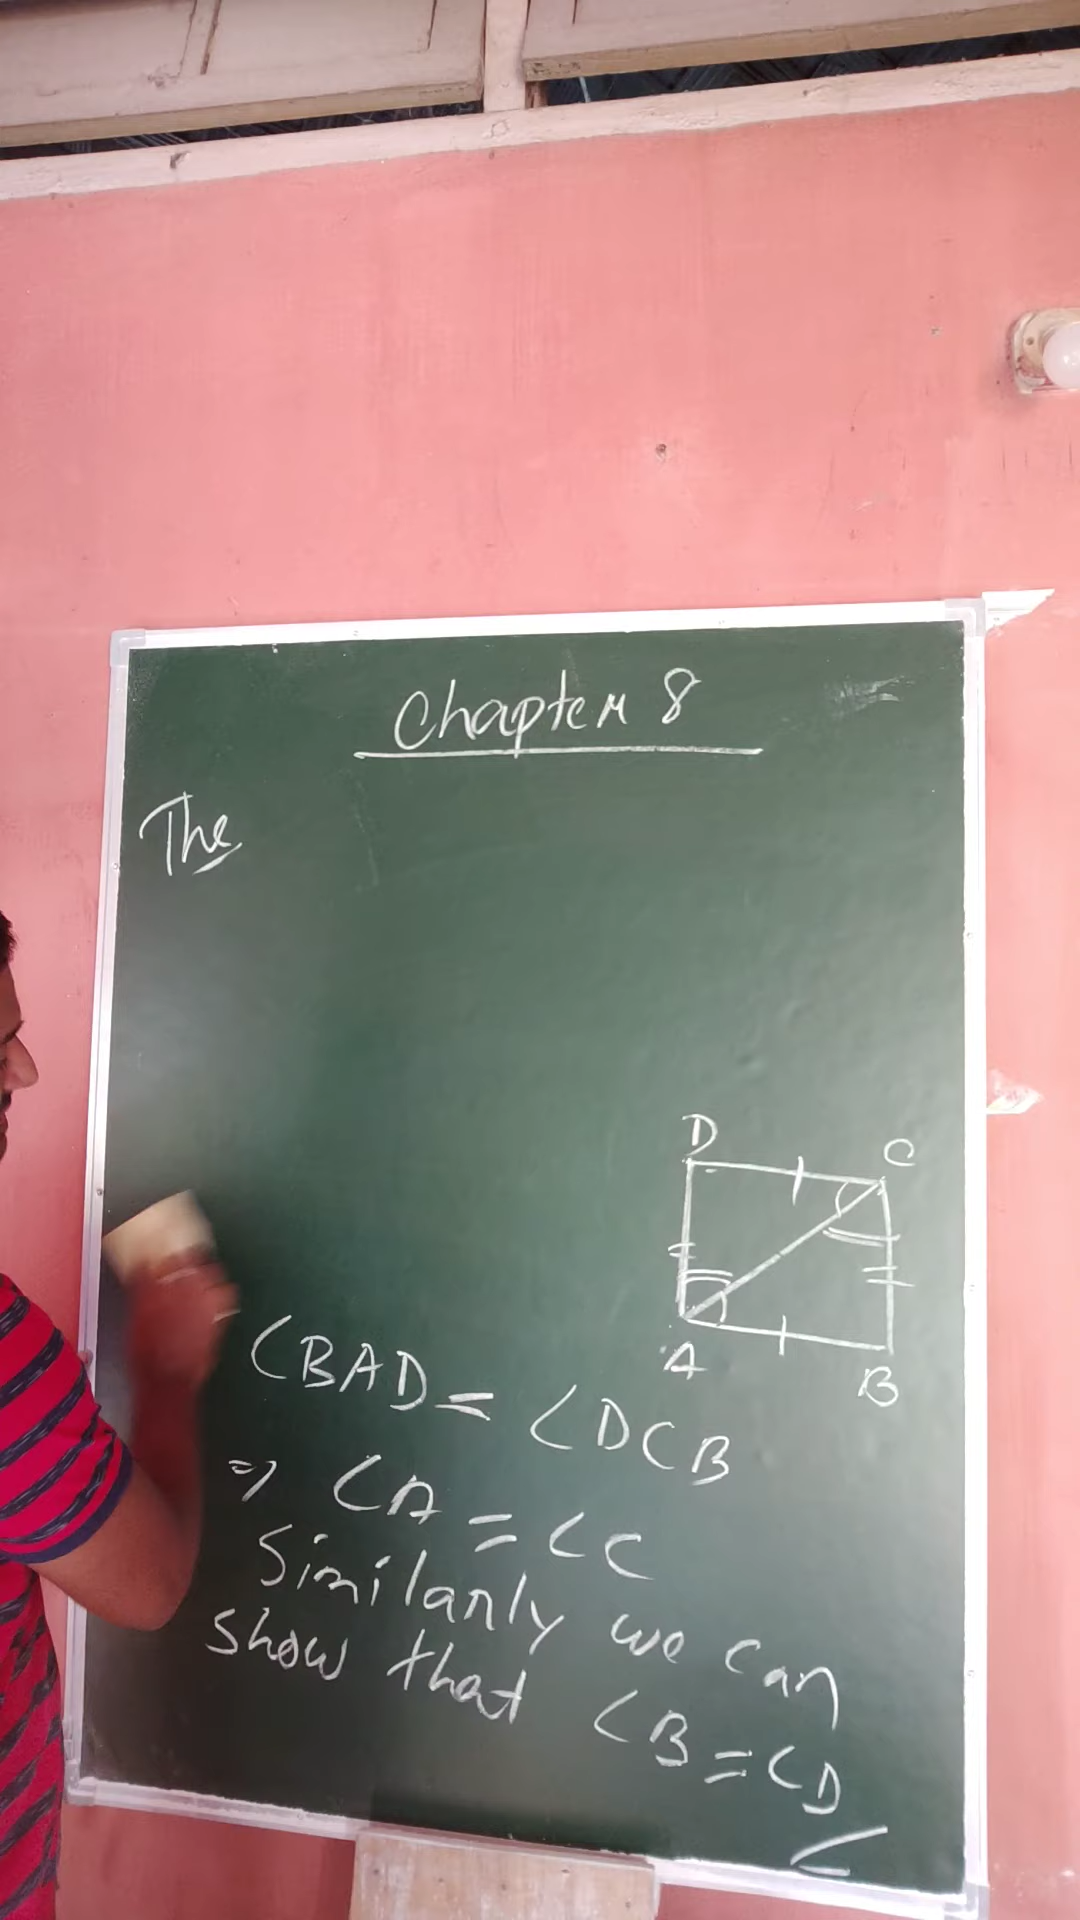 Chapter 8
The
D
C
A
B
∠BAD = ∠DCB
⇒ ∠A = ∠C
Similarly we can
show that ∠B = ∠D